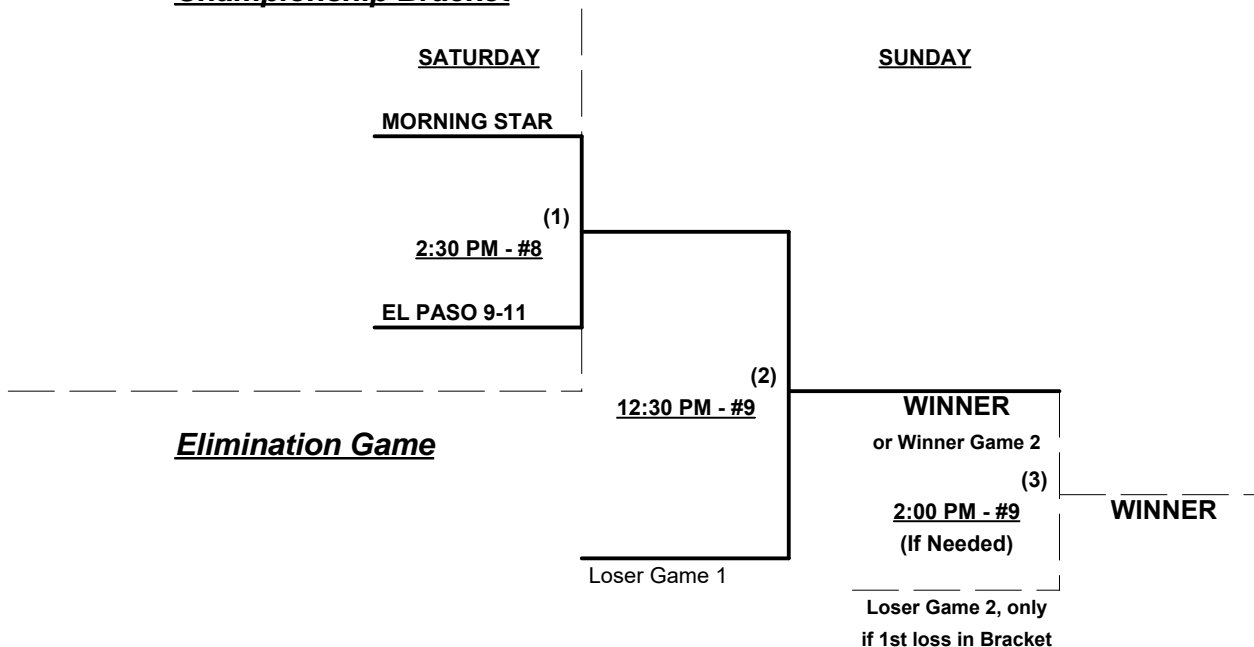 Championship Bracket
SATURDAY
SUNDAY
MORNING STAR
(1)
2:30 PM - #8
EL PASO 9-11
(2)
12:30 PM - #9
WINNER
or Winner Game 2
Elimination Game
(3)
2:00 PM - #9
WINNER
(If Needed)
Loser Game 1
Loser Game 2, only
if 1st loss in Bracket